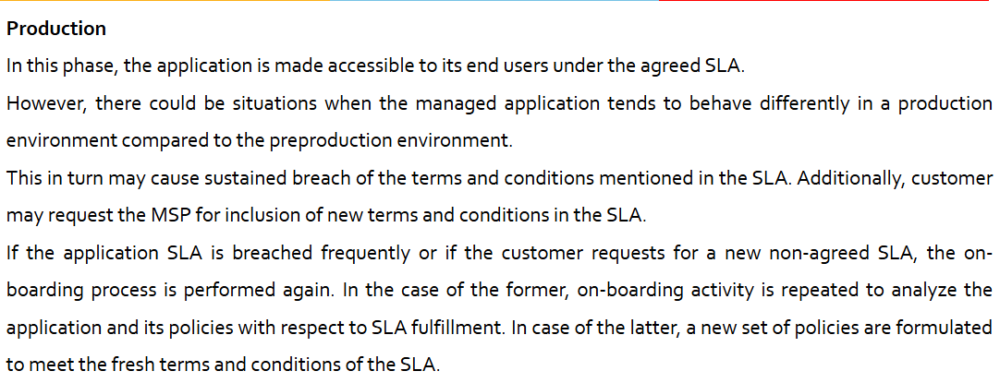 Production
In this phase, the application is made accessible to its end users under the agreed SLA.
However, there could be situations when the managed application tends to behave differently in a production
environment compared to the preproduction environment.
This in turn may cause sustained breach of the terms and conditions mentioned in the SLA. Additionally, customer
may request the MSP for inclusion of new terms and conditions in the SLA.
If the application SLA is breached frequently or if the customer requests for a new non-agreed SLA, the on-
boarding process is performed again. In the case of the former, on-boarding activity is repeated to analyze the
application and its policies with respect to SLA fulfillment. In case of the latter, a new set of policies are formulated
to meet the fresh terms and conditions of the SLA.